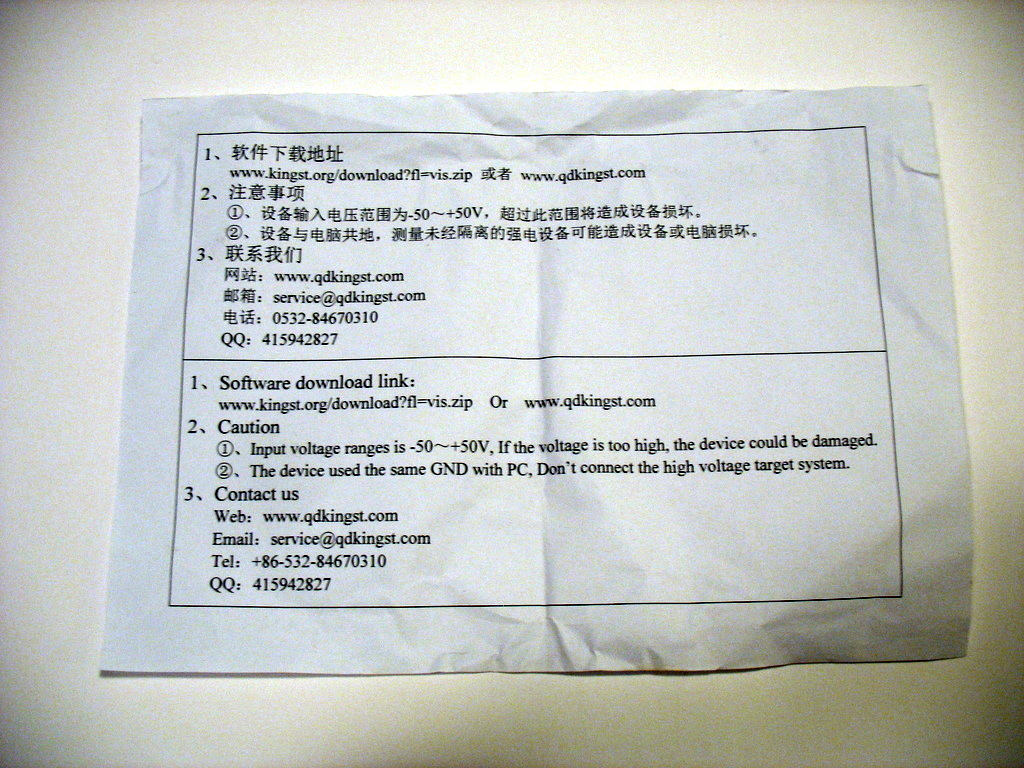 1、软件下载地址
www.kingst.org/download?fl=vis.zip 或者 www.qdkingst.com
2、注意事项
①、设备输入电压范围为-50～+50V，超过此范围将造成设备损坏。
②、设备与电脑共地，测量未经隔离的强电设备可能造成设备或电脑损坏。
3、联系我们
网站：www.qdkingst.com
邮箱：service@qdkingst.com
电话：0532-84670310
QQ：415942827
1、Software download link：
www.kingst.org/download?fl=vis.zip Or www.qdkingst.com
2、Caution
①、Input voltage ranges is -50～+50V, If the voltage is too high, the device could be damaged.
②、The device used the same GND with PC, Don't connect the high voltage target system.
3、Contact us
Web：www.qdkingst.com
Email：service@qdkingst.com
Tel：+86-532-84670310
QQ：415942827